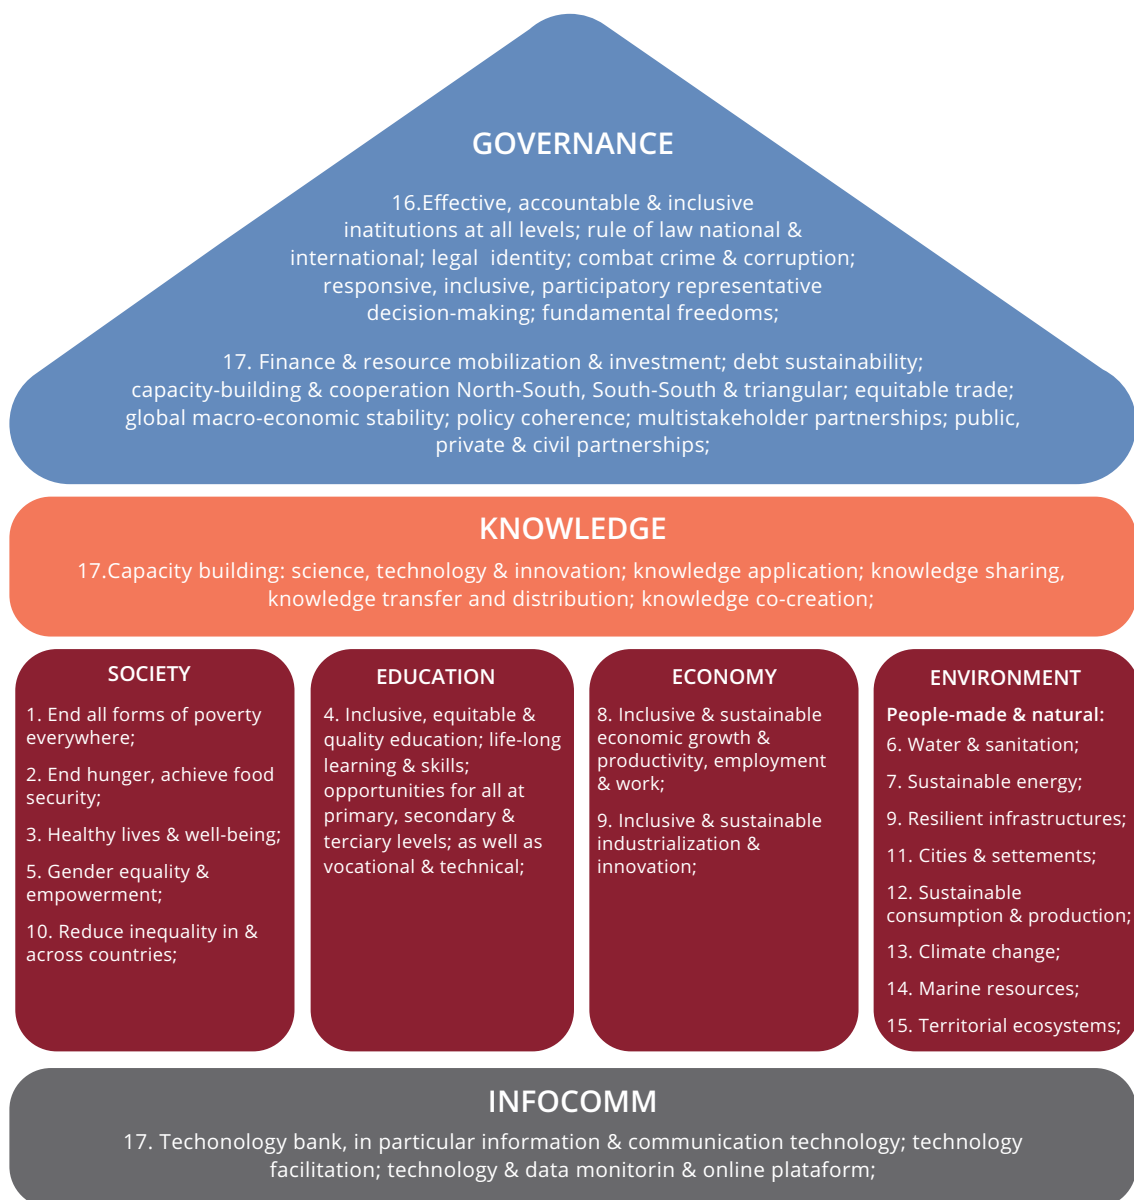 GOVERNANCE
16.Effective, accountable & inclusive
inatitutions at all levels; rule of law national &
international; legal identity; combat crime & corruption;
responsive, inclusive, participatory representative
decision-making; fundamental freedoms;
17. Finance & resource mobilization & investment; debt sustainability;
capacity-building & cooperation North-South, South-South & triangular; equitable trade;
global macro-economic stability; policy coherence; multistakeholder partnerships; public,
private & civil partnerships;
KNOWLEDGE
17.Capacity building: science, technology & innovation; knowledge application; knowledge sharing,
knowledge transfer and distribution; knowledge co-creation;
SOCIETY
1. End all forms of poverty
everywhere;
2. End hunger, achieve food
security;
3. Healthy lives & well-being;
5. Gender equality &
empowerment;
10. Reduce inequality in &
across countries;
EDUCATION
4. Inclusive, equitable &
quality education; life-long
learning & skills;
opportunities for all at
primary, secondary &
terciary levels; as well as
vocational & technical;
ECONOMY
8. Inclusive & sustainable
economic growth &
productivity, employment
& work;
9. Inclusive & sustainable
industrialization &
innovation;
ENVIRONMENT
People-made & natural:
6. Water & sanitation;
7. Sustainable energy;
9. Resilient infrastructures;
11. Cities & settements;
12. Sustainable
consumption & production;
13. Climate change;
14. Marine resources;
15. Territorial ecosystems;
INFOCOMM
17. Techonology bank, in particular information & communication technology; technology
facilitation; technology & data monitorin & online plataform;